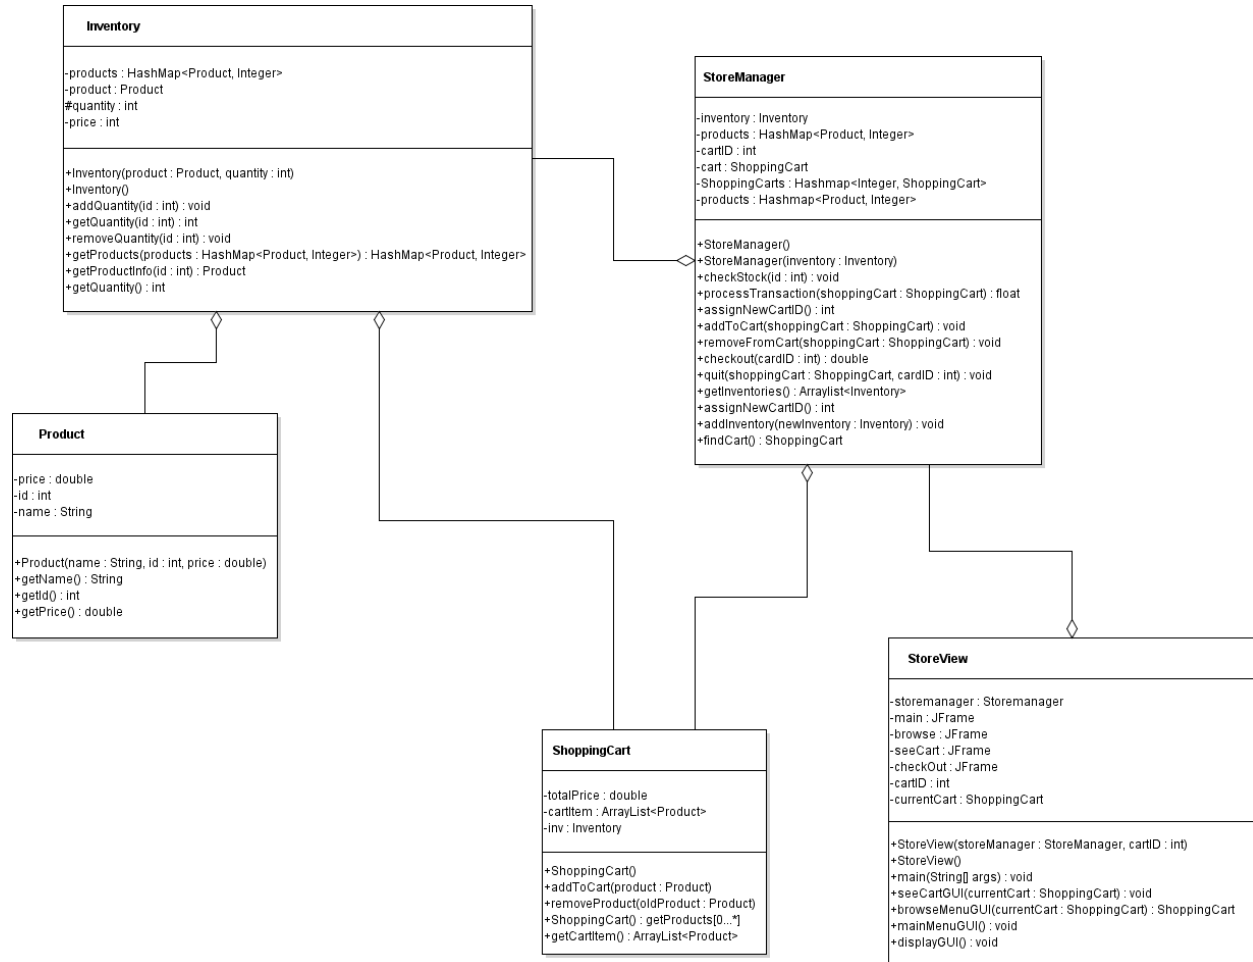 Inventory
-products : HashMap<Product, Integer>
-product : Product
#quantity : int
-price : int
+Inventory(product : Product, quantity : int)
+Inventory()
+addQuantity(id : int) : void
+getQuantity(id : int) : int
+removeQuantity(id : int) : void
+getProducts(products : HashMap<Product, Integer>) : HashMap<Product, Integer>
+getProductInfo(id : int) : Product
+getQuantity() : int
StoreManager
-inventory : Inventory
-products : HashMap<Product, Integer>
-cartID : int
-cart : ShoppingCart
-ShoppingCarts : Hashmap<Integer, ShoppingCart>
-products : Hashmap<Product, Integer>
+StoreManager()
+StoreManager(inventory : Inventory)
+checkStock(id : int) : void
+processTransaction(shoppingCart : ShoppingCart) : float
+assignNewCartID() : int
+addToCart(shoppingCart : ShoppingCart) : void
+removeFromCart(shoppingCart : ShoppingCart) : void
+checkout(cardID : int) : double
+quit(shoppingCart : ShoppingCart, cardID : int) : void
+getInventories() : Arraylist<Inventory>
+assignNewCartID() : int
+addInventory(newInventory : Inventory) : void
+findCart() : ShoppingCart
Product
-price : double
-id : int
-name : String
+Product(name : String, id : int, price : double)
+getName() : String
+getId() : int
+getPrice() : double
ShoppingCart
-totalPrice : double
-cartItem : ArrayList<Product>
-inv : Inventory
+ShoppingCart()
+addToCart(product : Product)
+removeProduct(oldProduct : Product)
+ShoppingCart() : getProducts[0...*]
+getCartItem() : ArrayList<Product>
StoreView
-storemanager : Storemanager
-main : JFrame
-browse : JFrame
-seeCart : JFrame
-checkOut : JFrame
-cartID : int
-currentCart : ShoppingCart
+StoreView(storeManager : StoreManager, cartID : int)
+StoreView()
+main(String[] args) : void
+seeCartGUI(currentCart : ShoppingCart) : void
+browseMenuGUI(currentCart : ShoppingCart) : ShoppingCart
+mainMenuGUI() : void
+displayGUI() : void